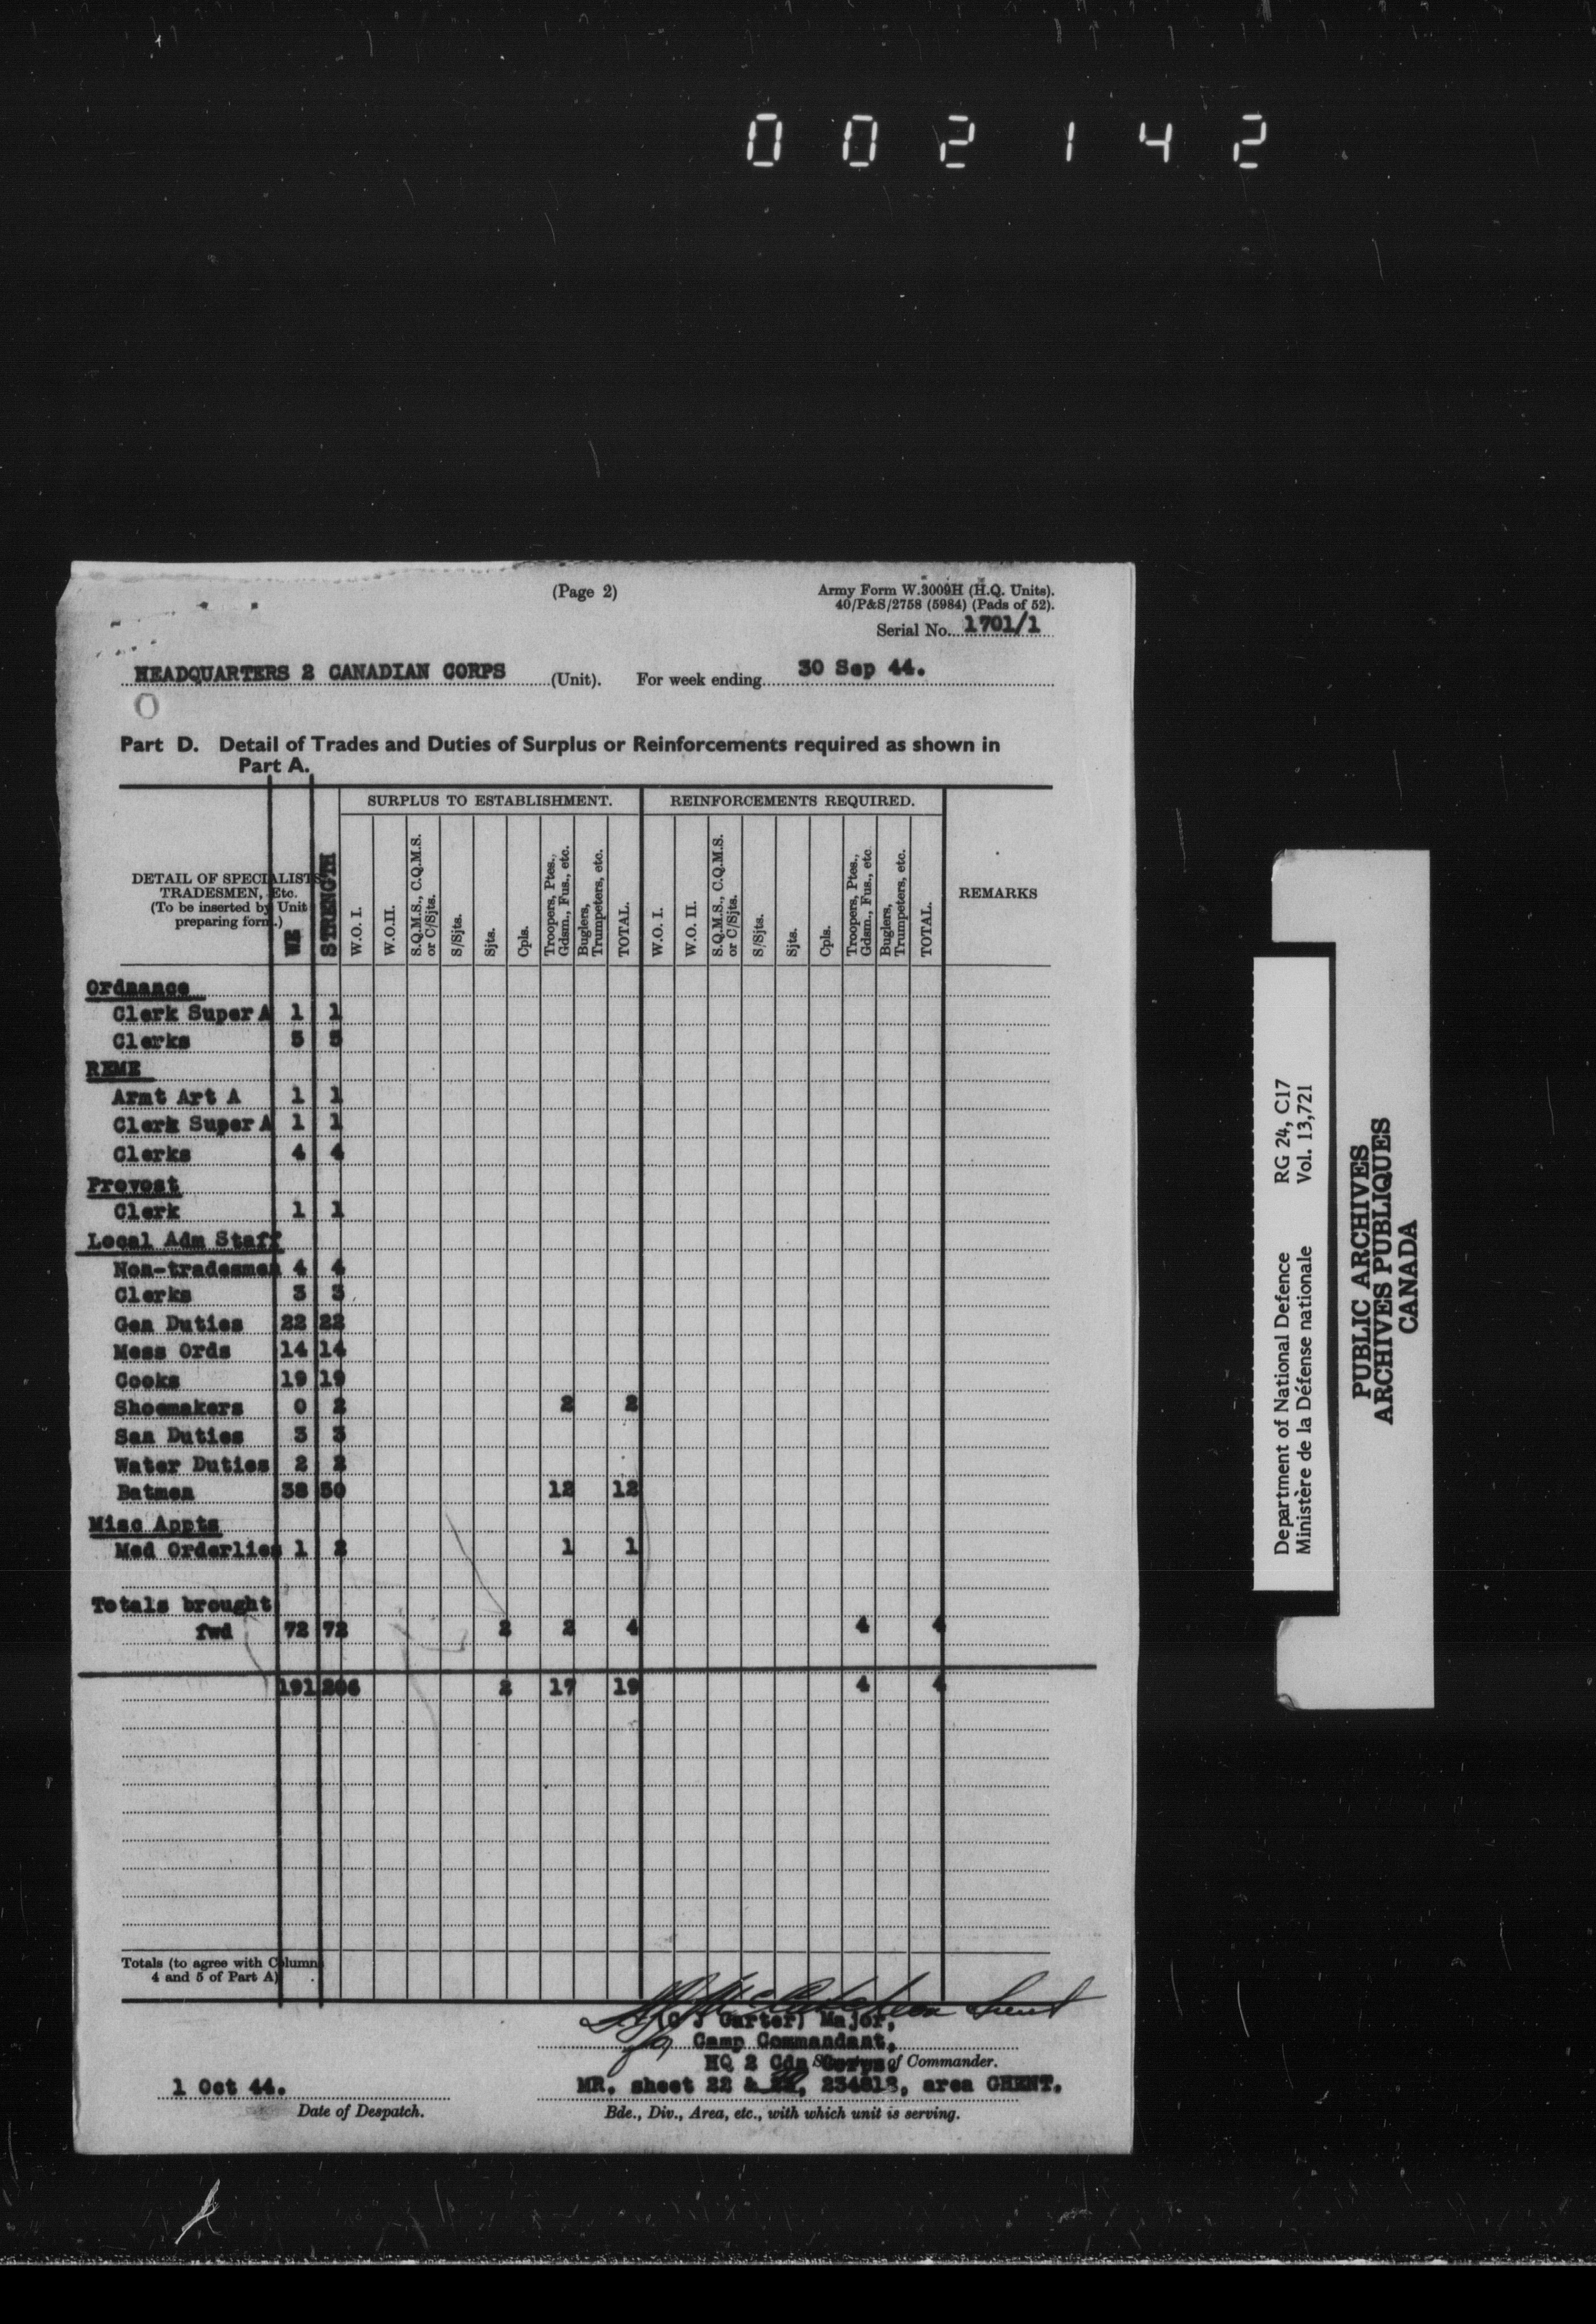 002142
(Page 2)
Army Form W.3009H (H.Q. Units).
40/P&S/2758 (5984) (Pads of 52).
Serial No. 1701/1
HEADQUARTERS 2 CANADIAN CORPS (Unit). For week ending 30 Sep 44.
Part D. Detail of Trades and Duties of Surplus or Reinforcements required as shown in
Part A.
DETAIL OF SPECIALISTS
TRADESMEN, Etc.
(To be inserted by Unit
preparing form.)
WE
STRENGTH
SURPLUS TO ESTABLISHMENT.
W.O. I.
W.O.II.
S.Q.M.S., C.Q.M.S.
or C/Sjts.
S/Sjts.
Sjts.
Cpls.
Troopers, Ptes.,
Gdsm., Fus., etc.
Buglers,
Trumpeters, etc.
TOTAL.
REINFORCEMENTS REQUIRED.
W.O. I.
W.O. II.
S.Q.M.S., C.Q.M.S.
or C/Sjts.
S/Sjts.
Sjts.
Cpls.
Troopers, Ptes.,
Gdsm., Fus., etc
Buglers,
Trumpeters, etc.
TOTAL.
REMARKS
Ordnance
Clerk Super A 1 1
Clerks 5 5
REME
Armt Art A 1 1
Clerk Super A 1 1
Clerks 4 4
Provost
Clerk 1 1
Local Adm Staff
Non-tradesmen 4 4
Clerks 3 3
Gen Duties 22 22
Mess Ords 14 14
Cooks 19 19
Shoemakers 0 2 2 2
San Duties 3 3
Water Duties 2 2
Batmen 38 50 12 12
Misc Appts
Med Orderlies 1 2 1 1
Totals brought
fwd 72 72 2 2 4 4 4
191 206 2 17 19 4 4
Totals (to agree with Column
4 and 5 of Part A)
(C J Carter) Major,
for Camp Commandant,
HQ 2 Cdn Corps of Commander.
1 Oct 44.
MR. sheet 22 & 234818, area GHENT.
Date of Despatch.
Bde., Div., Area, etc., with which unit is serving.
Department of National Defence RG 24, C17
Ministère de la Défense nationale Vol. 13,721
PUBLIC ARCHIVES
ARCHIVES PUBLIQUES
CANADA